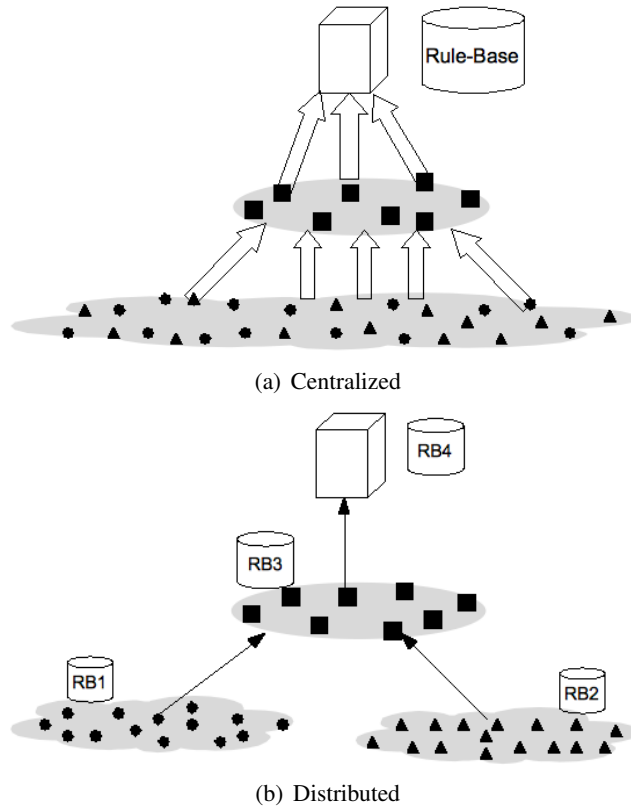 Rule-Base
(a) Centralized
RB4
RB3
RB1
RB2
(b) Distributed